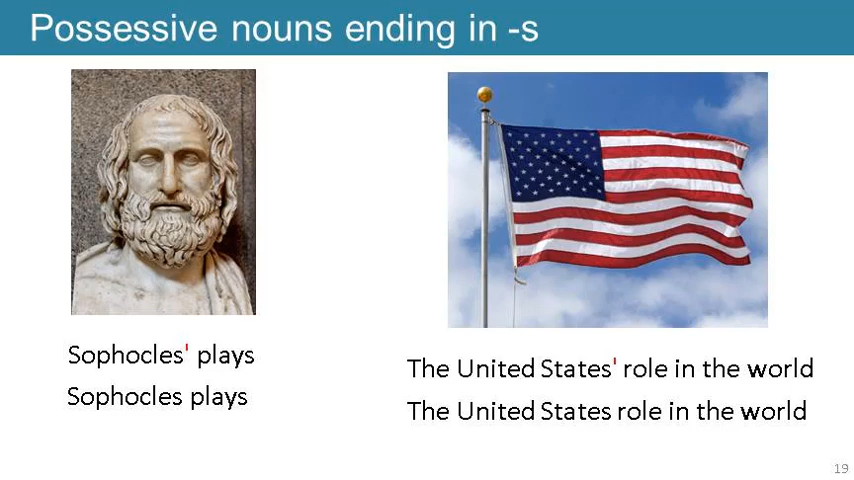 Possessive nouns ending in -s
Sophocles' plays
Sophocles plays
The United States' role in the world
The United States role in the world
19